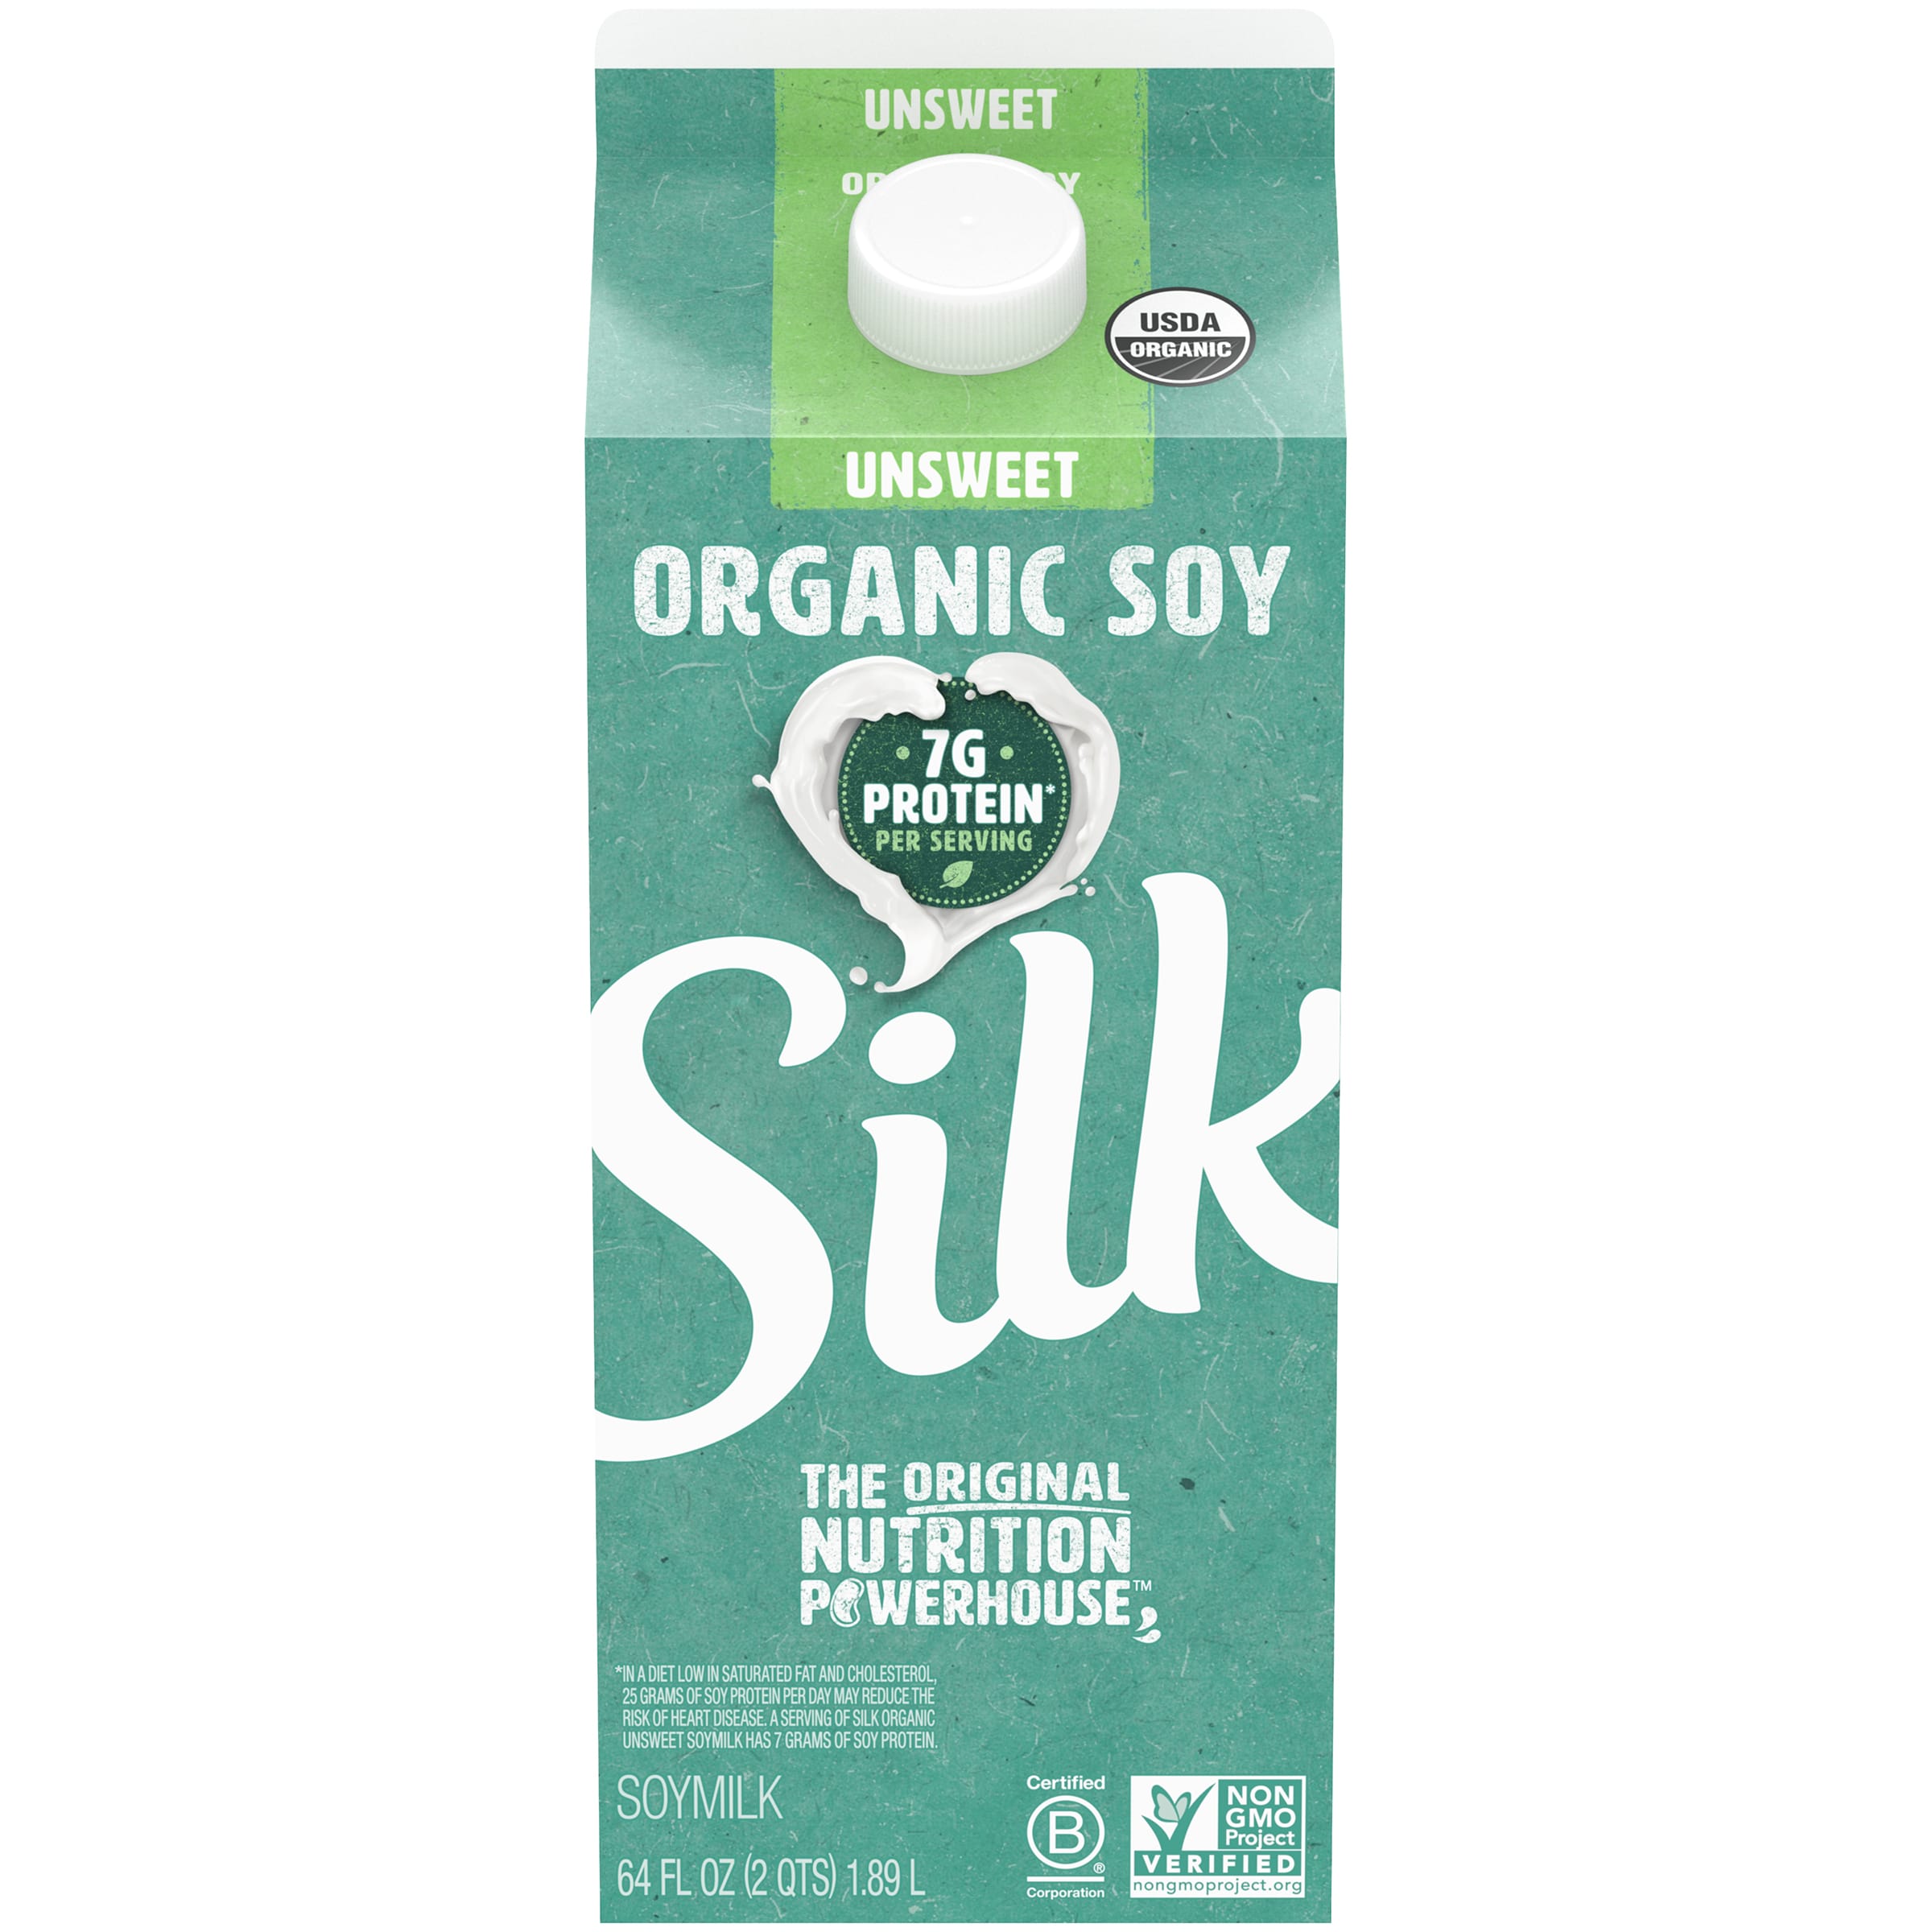 UNSWEET
USDA
ORGANIC
UNSWEET
ORGANIC SOY
7G
PROTEIN*
PER SERVING
Silk
THE ORIGINAL
NUTRITION
POWERHOUSE™
*IN A DIET LOW IN SATURATED FAT AND CHOLESTEROL,
25 GRAMS OF SOY PROTEIN PER DAY MAY REDUCE THE
RISK OF HEART DISEASE. A SERVING OF SILK ORGANIC
UNSWEET SOYMILK HAS 7 GRAMS OF SOY PROTEIN.
SOYMILK
64 FL OZ (2 QTS) 1.89 L
Certified
B
®
Corporation
NON
GMO
Project
VERIFIED
nongmoproject.org